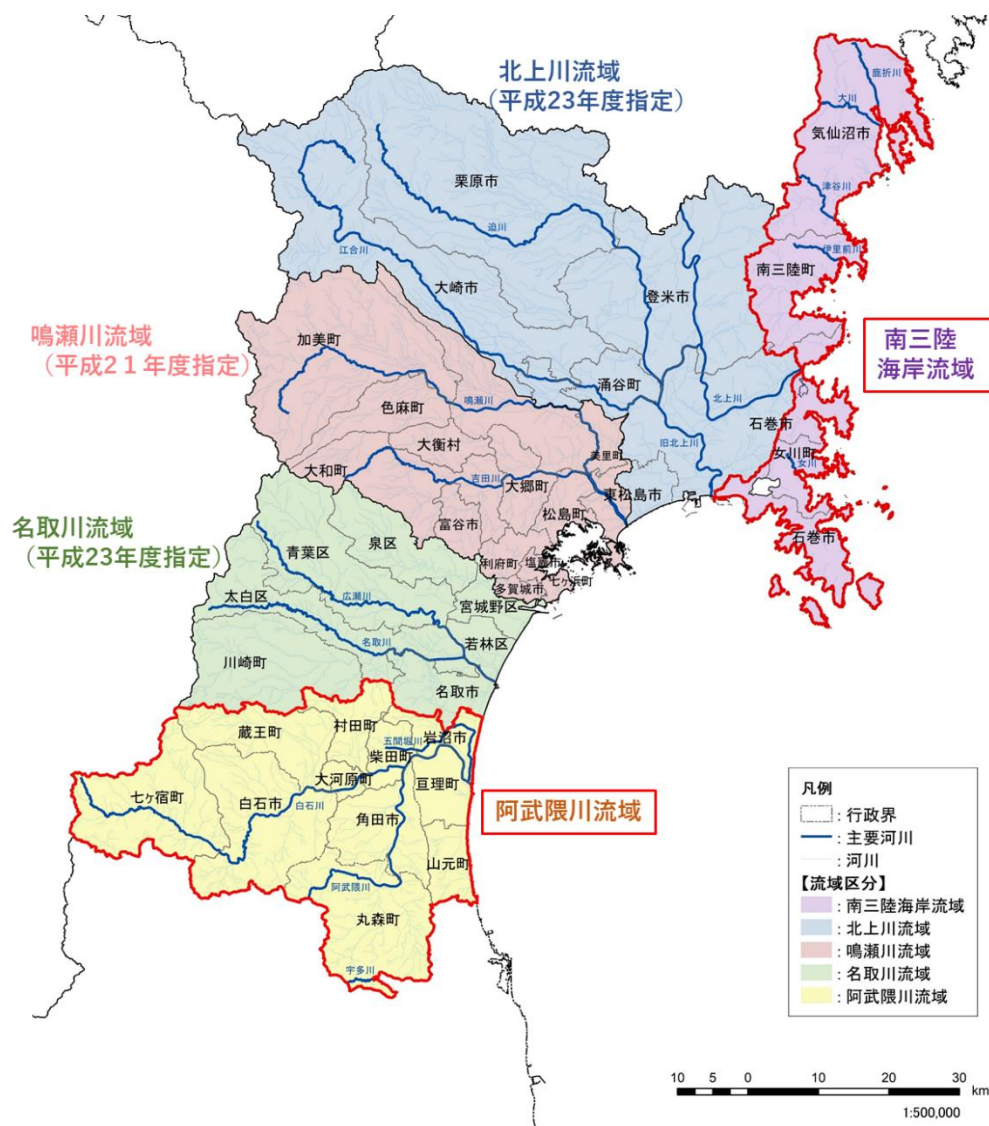 北上川流域
（平成23年度指定）
鹿折川
大川
気仙沼市
津谷川
伊里前川
南三陸町
栗原市
迫川
江合川
大崎市
登米市
鳴瀬川流域
（平成２１年度指定）
南三陸
海岸流域
加美町
涌谷町
北上川
色麻町
鳴瀬川
石巻市
大衡村
旧北上川
女川町
美里町
女川
大和町
吉田川
大郷町
東松島市
富谷市
松島町
石巻市
名取川流域
（平成23年度指定）
青葉区
泉区
利府町
塩竈市
七ヶ浜町
多賀城市
太白区
広瀬川
宮城野区
名取川
若林区
川崎町
名取市
蔵王町
村田町
五間堀川
岩沼市
柴田町
大河原町
亘理町
七ヶ宿町
白石市
白石川
角田市
阿武隈川流域
山元町
阿武隈川
丸森町
宇多川
凡例
：行政界
：主要河川
：河川
【流域区分】
：南三陸海岸流域
：北上川流域
：鳴瀬川流域
：名取川流域
：阿武隈川流域
10 5 0 10 20 30 km
1:500,000